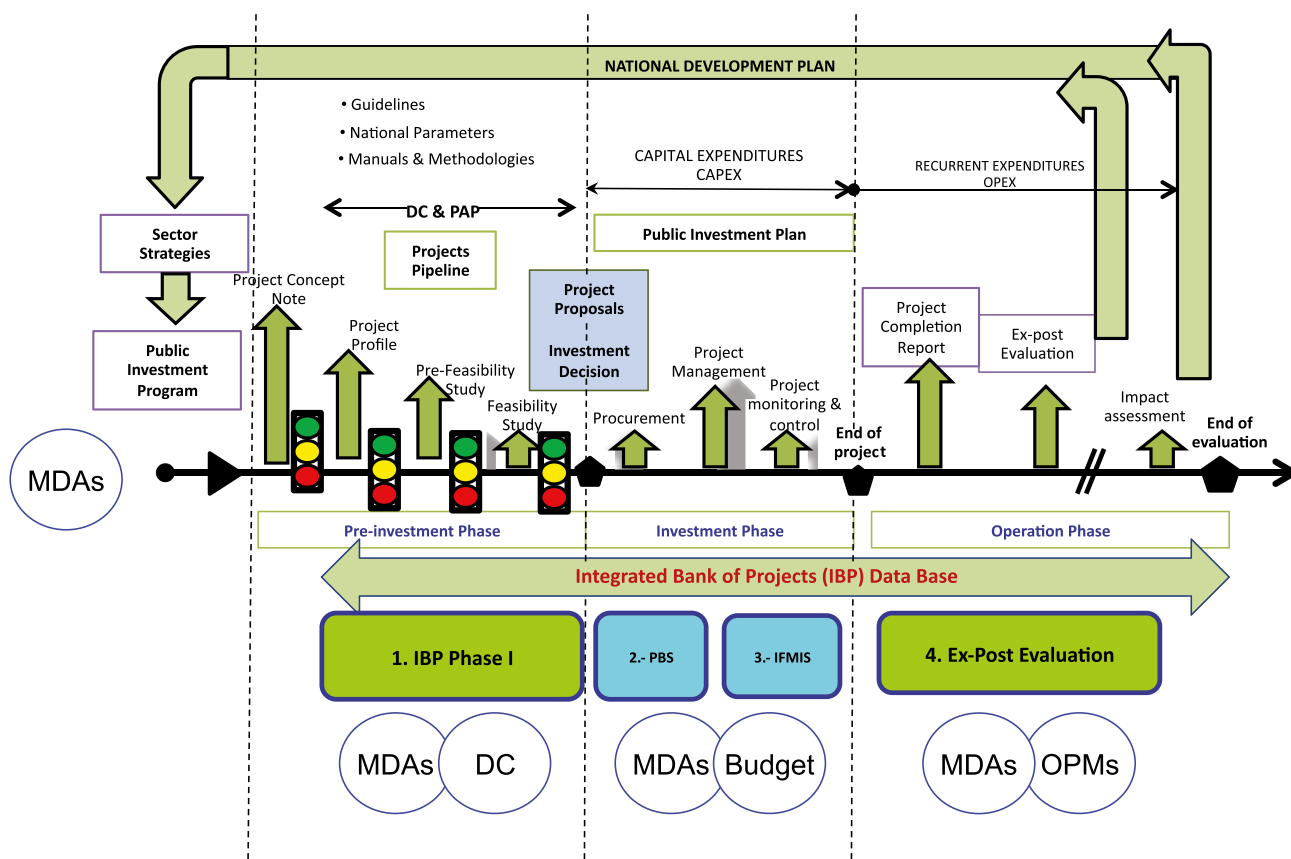 NATIONAL DEVELOPMENT PLAN
• Guidelines
• National Parameters
• Manuals & Methodologies
CAPITAL EXPENDITURES
CAPEX
RECURRENT EXPENDITURES
OPEX
DC & PAP
Sector
Strategies
Projects
Pipeline
Public Investment Plan
Public
Investment
Program
Project Concept
Note
Project
Profile
Pre-Feasibility
Study
Feasibility
Study
Project
Proposals
Investment
Decision
Procurement
Project
Management
Project
monitoring &
control
End of
project
Project
Completion
Report
Ex-post
Evaluation
Impact
assessment
End of
evaluation
MDAs
Pre-investment Phase
Investment Phase
Operation Phase
Integrated Bank of Projects (IBP) Data Base
1. IBP Phase I
2.- PBS
3.- IFMIS
4. Ex-Post Evaluation
MDAs
DC
MDAs
Budget
MDAs
OPMs